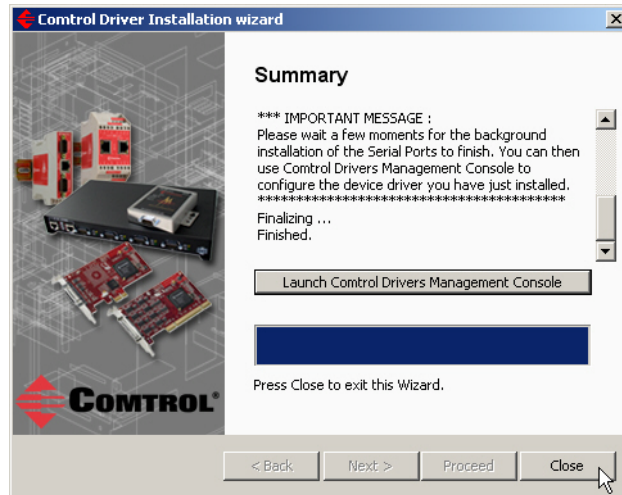 Comtrol Driver Installation wizard
Summary
*** IMPORTANT MESSAGE :
Please wait a few moments for the background
installation of the Serial Ports to finish. You can then
use Comtrol Drivers Management Console to
configure the device driver you have just installed.
*******************************************
Finalizing ...
Finished.
Launch Comtrol Drivers Management Console
Press Close to exit this Wizard.
COMTROL®
< Back
Next >
Proceed
Close